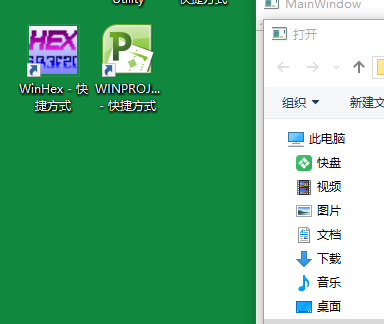 Utility
快捷方式
WinHex - 快
捷方式
WINPROJ...
- 快捷方式
MainWindow
打开
组织
新建文
此电脑
快盘
视频
图片
文档
下载
音乐
桌面